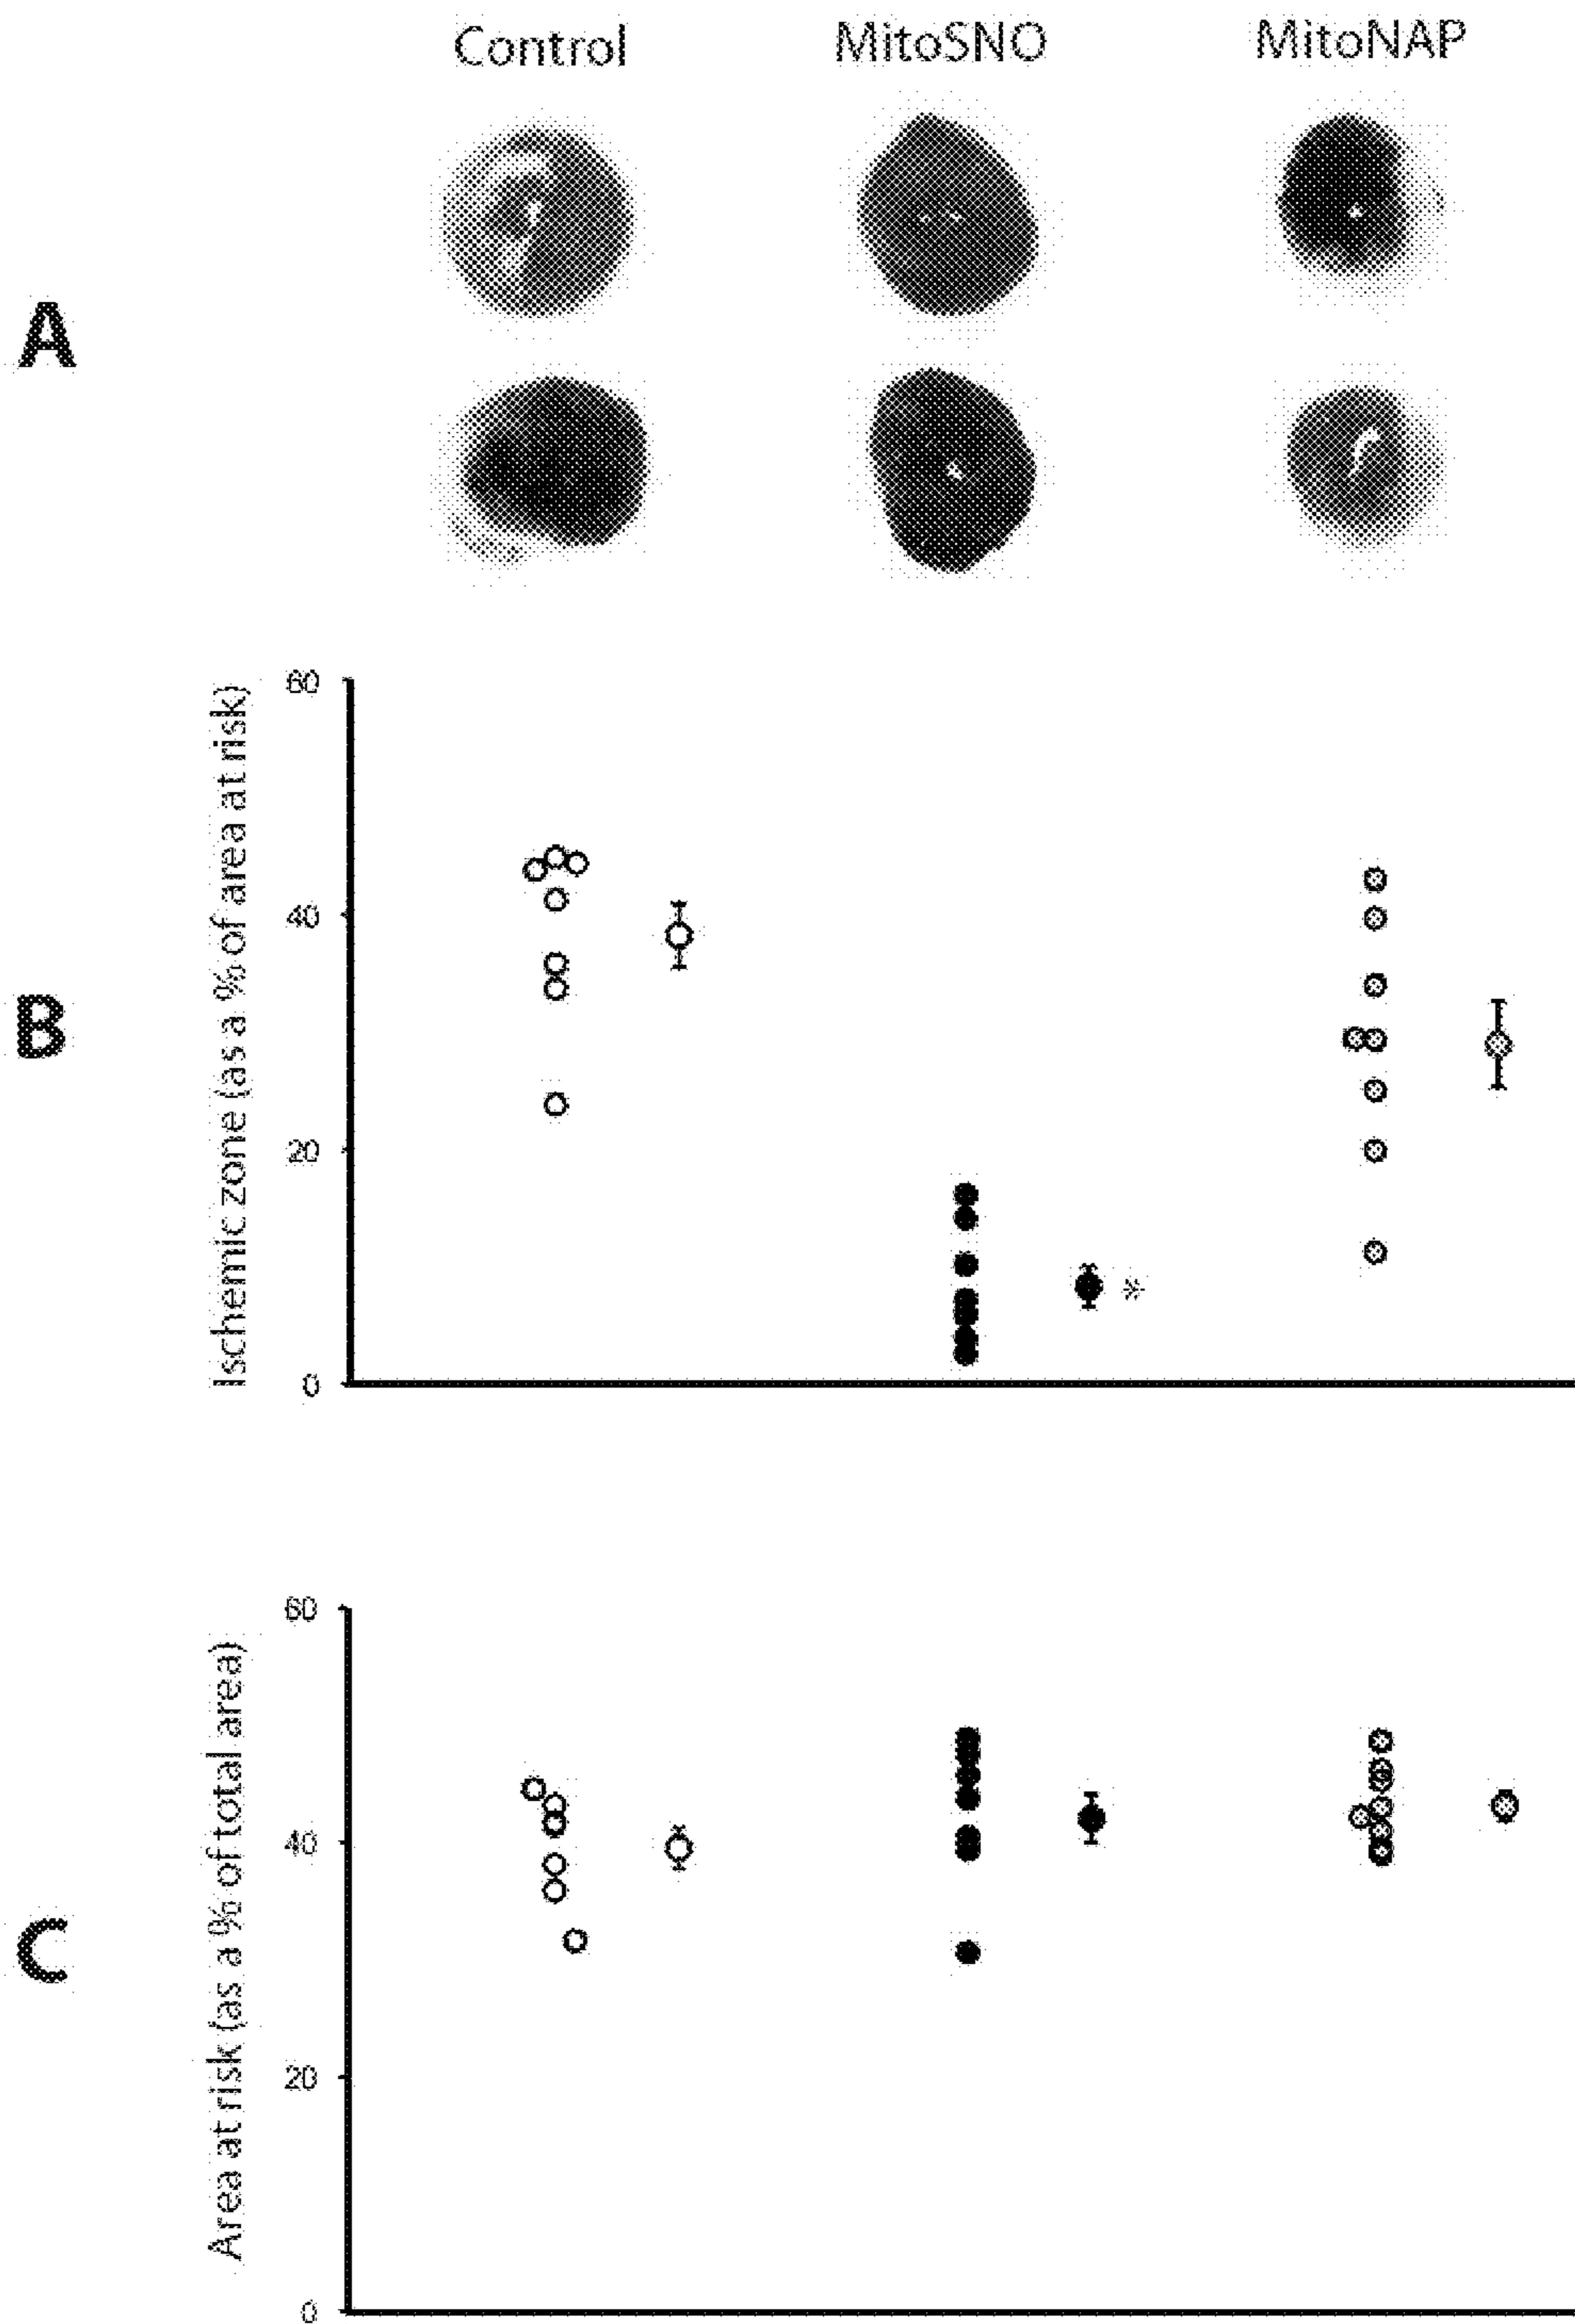 Control MitoSNO MitoNAP
A
B
Ischemic zone (as a % of area at risk)
60
40
20
0
*
C
Area at risk (as a % of total area)
60
40
20
0